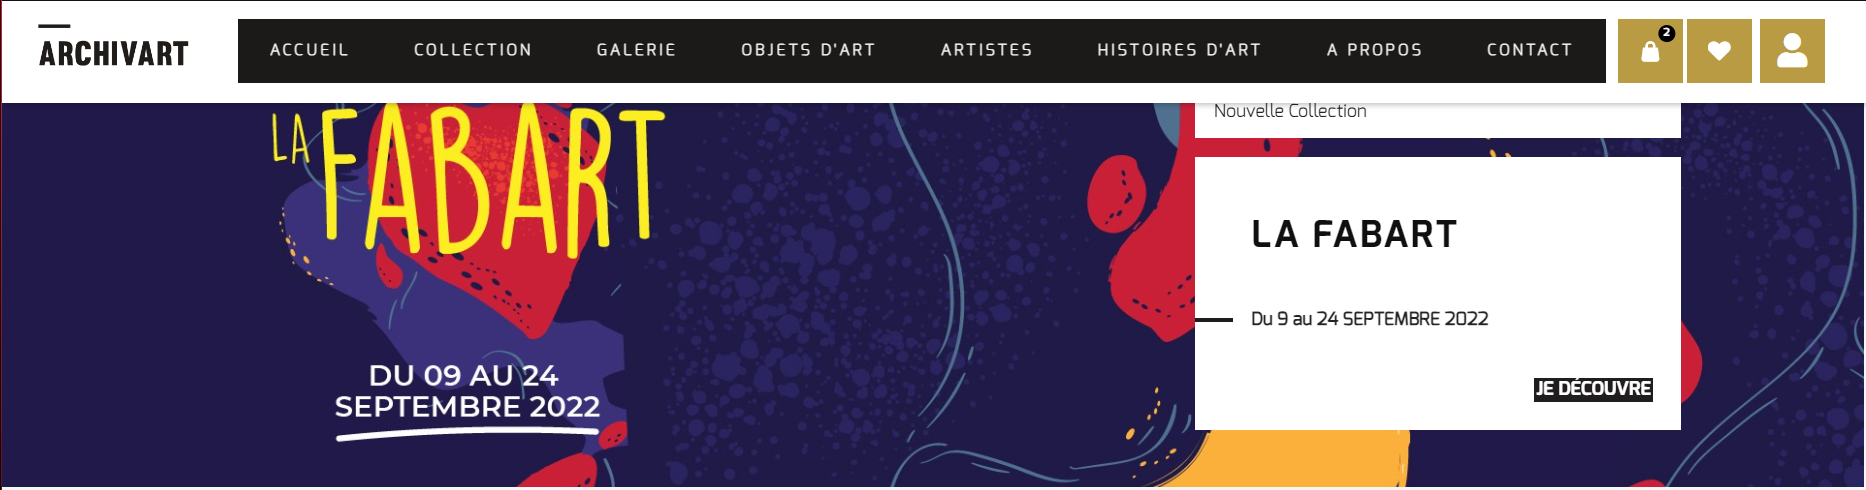 ARCHIVART
ACCUEIL COLLECTION GALERIE OBJETS D'ART ARTISTES HISTOIRES D'ART A PROPOS CONTACT
2
LA FABART
DU 09 AU 24
SEPTEMBRE 2022
Nouvelle Collection
LA FABART
Du 9 au 24 SEPTEMBRE 2022
JE DÉCOUVRE